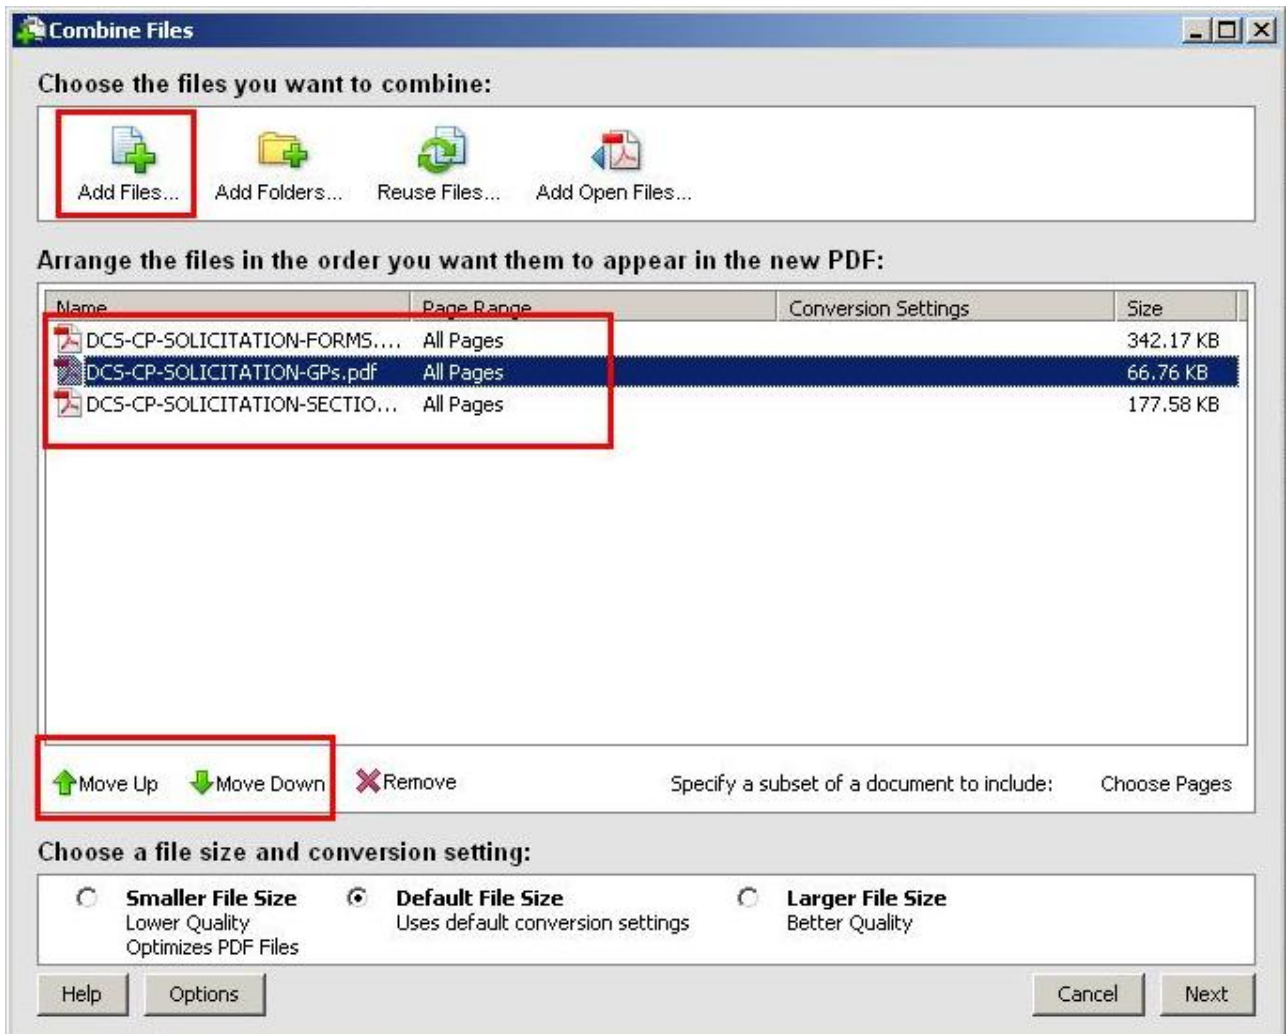 Combine Files
Choose the files you want to combine:
Add Files... Add Folders... Reuse Files... Add Open Files...
Arrange the files in the order you want them to appear in the new PDF:
Name Page Range Conversion Settings Size
DCS-CP-SOLICITATION-FORMS.... All Pages 342.17 KB
DCS-CP-SOLICITATION-GPs.pdf All Pages 66.76 KB
DCS-CP-SOLICITATION-SECTIO... All Pages 177.58 KB
Move Up Move Down Remove Specify a subset of a document to include: Choose Pages
Choose a file size and conversion setting:
Smaller File Size Default File Size Larger File Size
Lower Quality Uses default conversion settings Better Quality
Optimizes PDF Files
Help Options Cancel Next